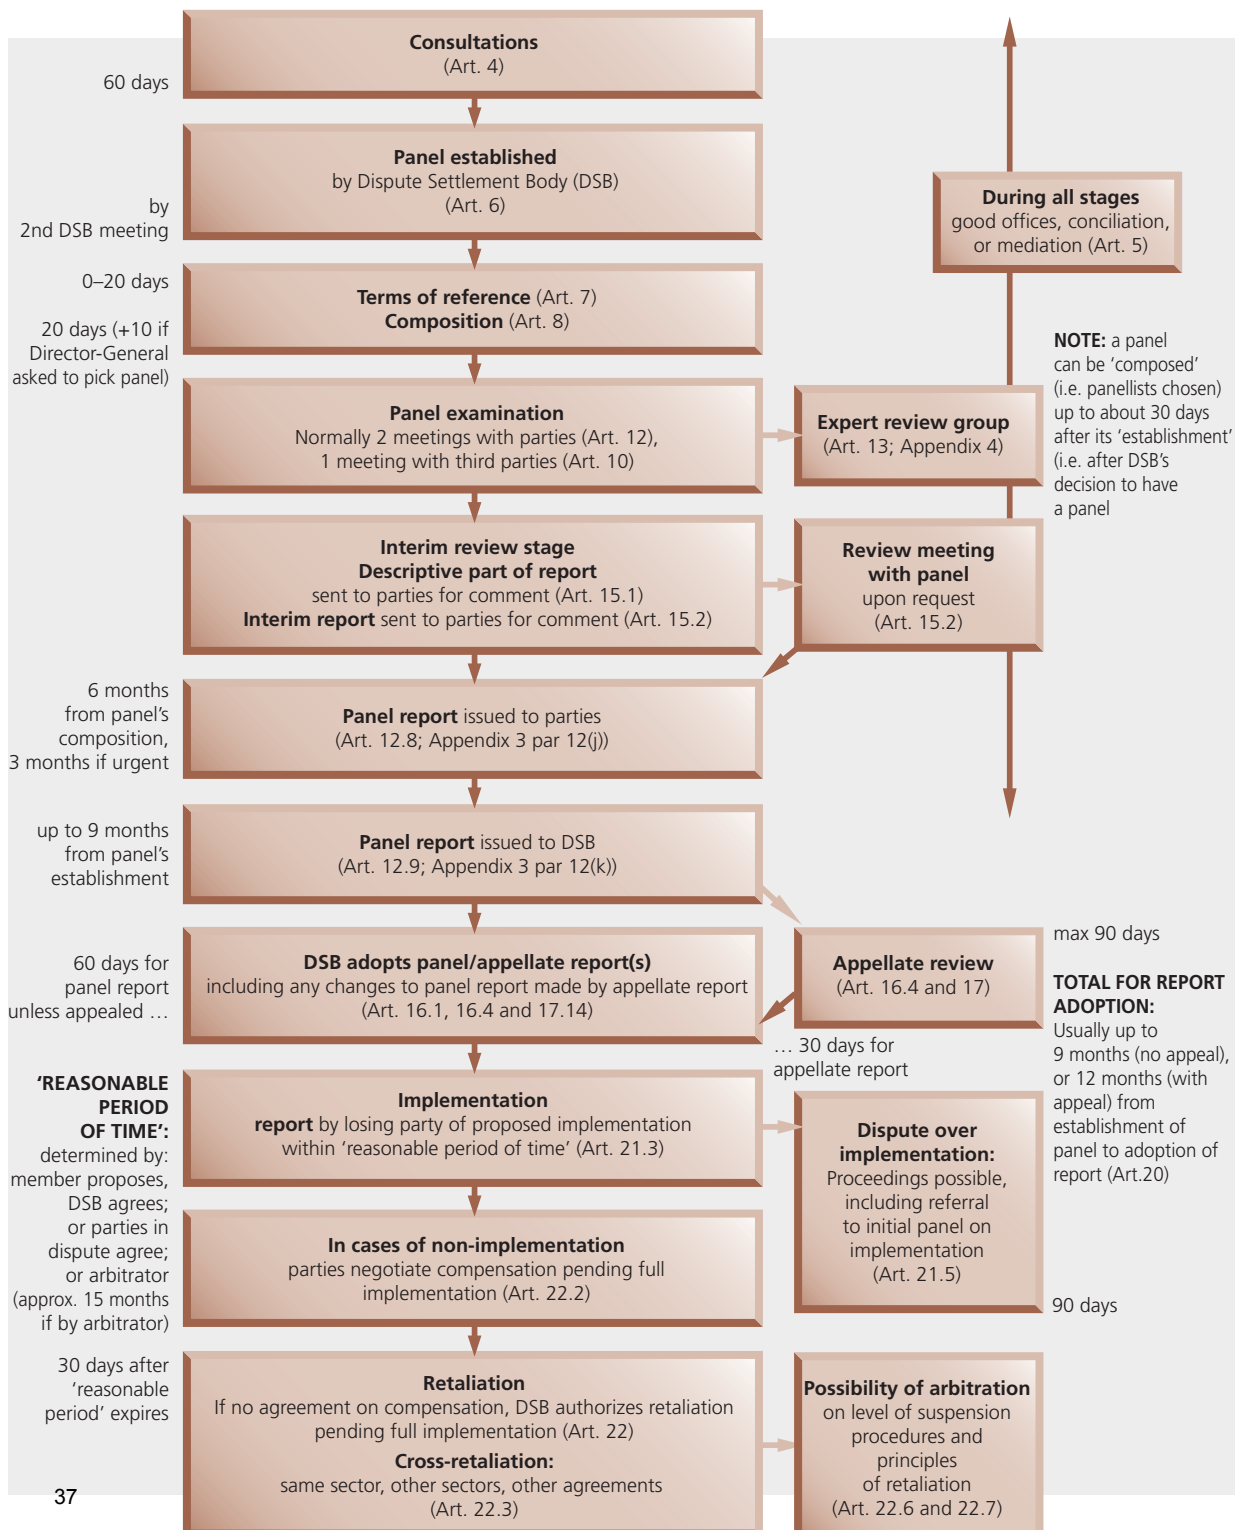 Consultations
(Art. 4)
60 days
Panel established
by Dispute Settlement Body (DSB)
(Art. 6)
by
2nd DSB meeting
During all stages
good offices, conciliation,
or mediation (Art. 5)
0–20 days
Terms of reference (Art. 7)
Composition (Art. 8)
20 days (+10 if
Director-General
asked to pick panel)
NOTE: a panel
can be ‘composed’
(i.e. panellists chosen)
up to about 30 days
after its ‘establishment’
(i.e. after DSB’s
decision to have
a panel
Panel examination
Normally 2 meetings with parties (Art. 12),
1 meeting with third parties (Art. 10)
Expert review group
(Art. 13; Appendix 4)
Interim review stage
Descriptive part of report
sent to parties for comment (Art. 15.1)
Interim report sent to parties for comment (Art. 15.2)
Review meeting
with panel
upon request
(Art. 15.2)
6 months
from panel’s
composition,
3 months if urgent
Panel report issued to parties
(Art. 12.8; Appendix 3 par 12(j))
up to 9 months
from panel’s
establishment
Panel report issued to DSB
(Art. 12.9; Appendix 3 par 12(k))
60 days for
panel report
unless appealed …
DSB adopts panel/appellate report(s)
including any changes to panel report made by appellate report
(Art. 16.1, 16.4 and 17.14)
Appellate review
(Art. 16.4 and 17)
max 90 days
… 30 days for
appellate report
TOTAL FOR REPORT
ADOPTION:
Usually up to
9 months (no appeal),
or 12 months (with
appeal) from
establishment of
panel to adoption of
report (Art.20)
‘REASONABLE
PERIOD
OF TIME’:
determined by:
member proposes,
DSB agrees;
or parties in
dispute agree;
or arbitrator
(approx. 15 months
if by arbitrator)
Implementation
report by losing party of proposed implementation
within ‘reasonable period of time’ (Art. 21.3)
Dispute over
implementation:
Proceedings possible,
including referral
to initial panel on
implementation
(Art. 21.5)
90 days
In cases of non-implementation
parties negotiate compensation pending full
implementation (Art. 22.2)
30 days after
‘reasonable
period’ expires
Retaliation
If no agreement on compensation, DSB authorizes retaliation
pending full implementation (Art. 22)
Cross-retaliation:
same sector, other sectors, other agreements
(Art. 22.3)
Possibility of arbitration
on level of suspension
procedures and
principles
of retaliation
(Art. 22.6 and 22.7)
37